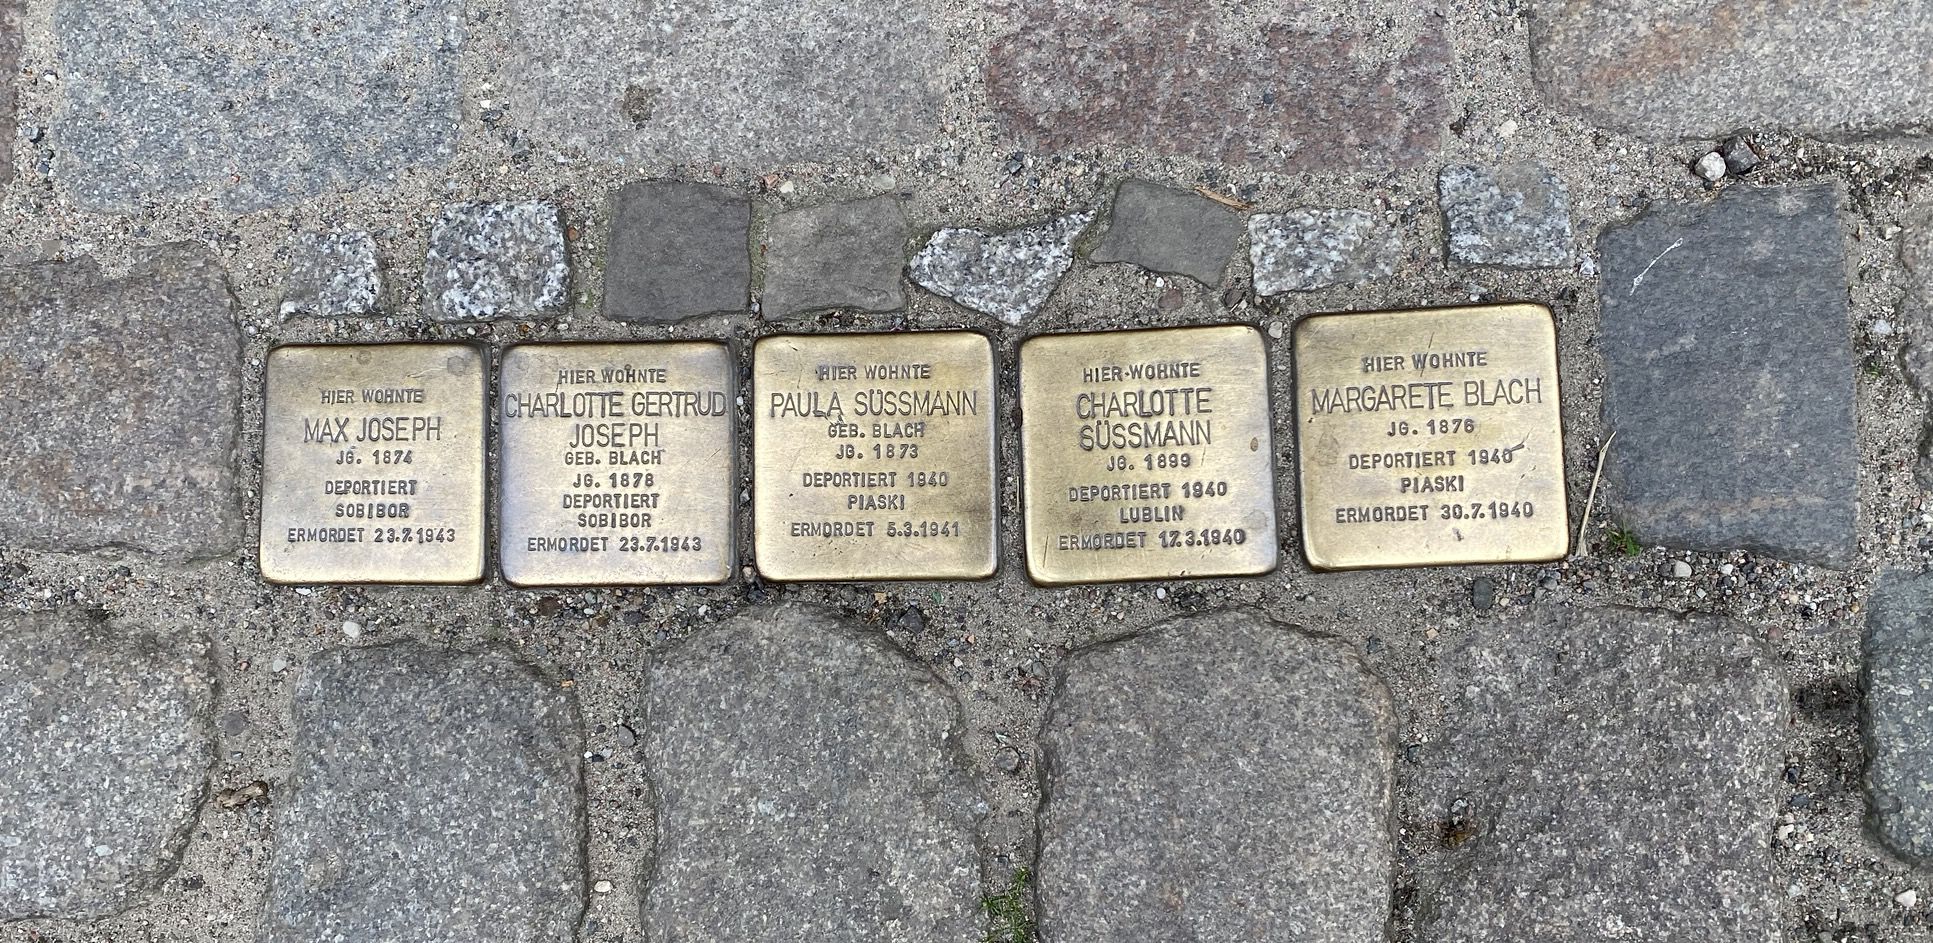 HIER WOHNTE
MAX JOSEPH
JG. 1874
DEPORTIERT
SOBIBOR
ERMORDET 23.7.1943
HIER WOHNTE
CHARLOTTE GERTRUD
JOSEPH
GEB. BLACH
JG. 1878
DEPORTIERT
SOBIBOR
ERMORDET 23.7.1943
HIER WOHNTE
PAULA SÜSSMANN
GEB. BLACH
JG. 1873
DEPORTIERT 1940
PIASKI
ERMORDET 5.3.1941
HIER WOHNTE
CHARLOTTE
SÜSSMANN
JG. 1899
DEPORTIERT 1940
LUBLIN
ERMORDET 17.3.1940
HIER WOHNTE
MARGARETE BLACH
JG. 1876
DEPORTIERT 1940
PIASKI
ERMORDET 30.7.1940